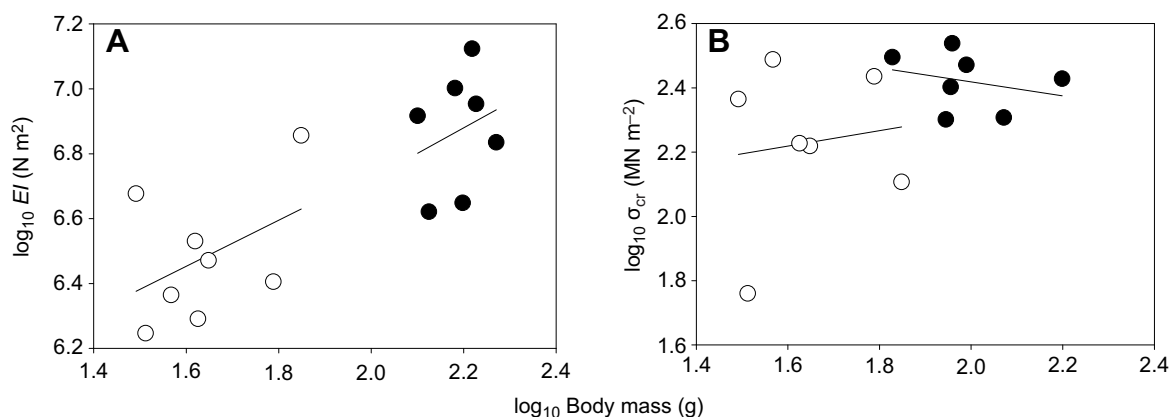 A
7.2
7.0
6.8
6.6
6.4
6.2
log₁₀ EI (N m²)
1.4 1.6 1.8 2.0 2.2 2.4
B
2.6
2.4
2.2
2.0
1.8
1.6
log₁₀ σcr (MN m⁻²)
1.4 1.6 1.8 2.0 2.2 2.4
log₁₀ Body mass (g)